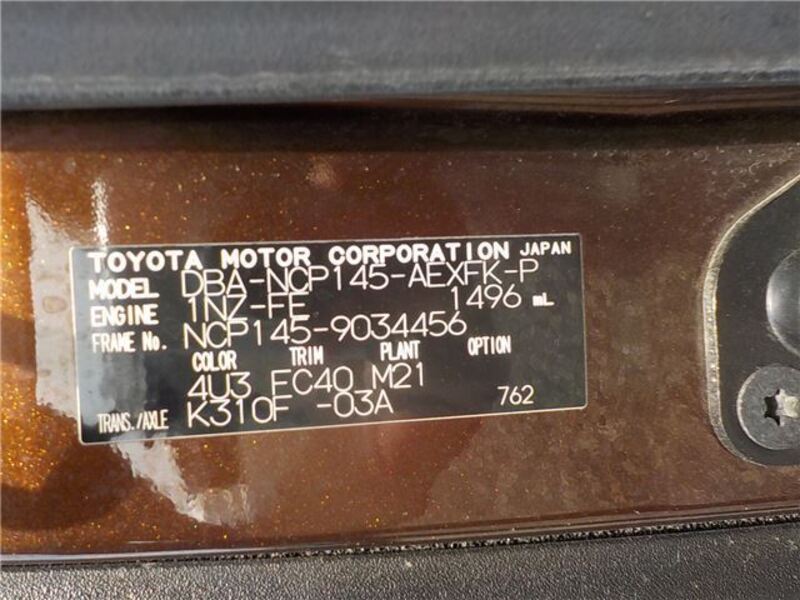 TOYOTA MOTOR CORPORATION JAPAN
MODEL DBA-NCP145-AEXFK-P
ENGINE 1NZ-FE 1496 mL
FRAME No. NCP145-9034456
COLOR TRIM PLANT OPTION
4U3 FC40 M21
TRANS./AXLE K310F -03A 762